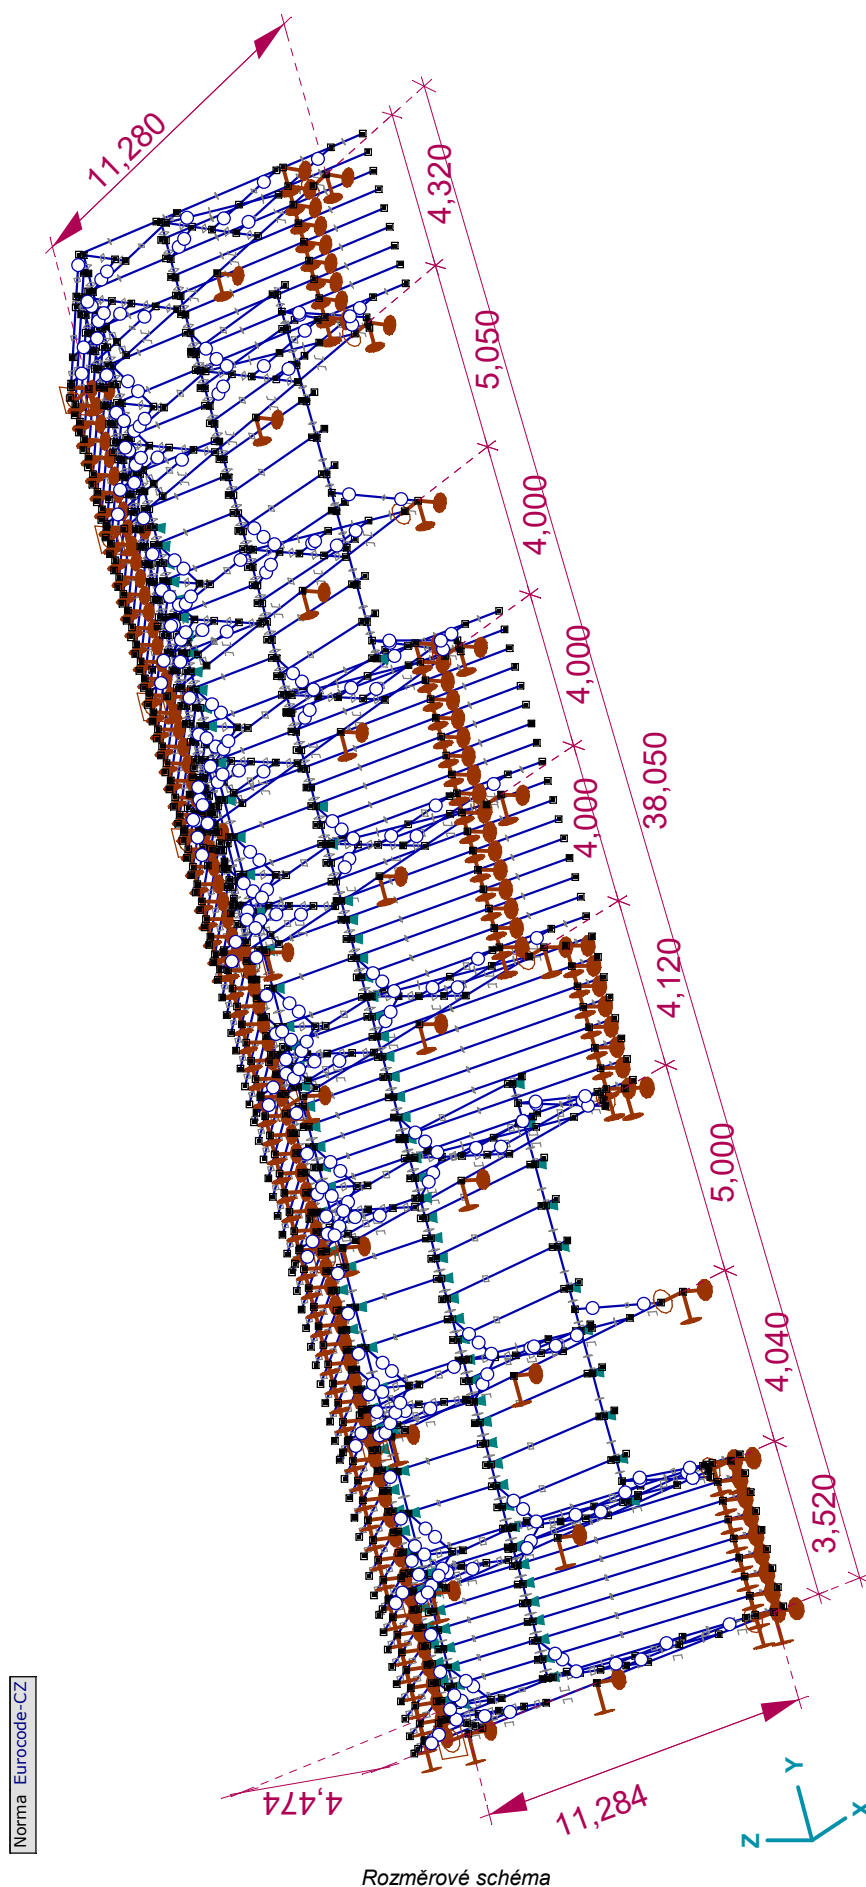 11,280
4,320
5,050
4,000
4,000
38,050
4,000
4,120
5,000
4,040
3,520
4,474
11,284
Norma Eurocode-CZ
Z
Y
X
Rozměrové schéma